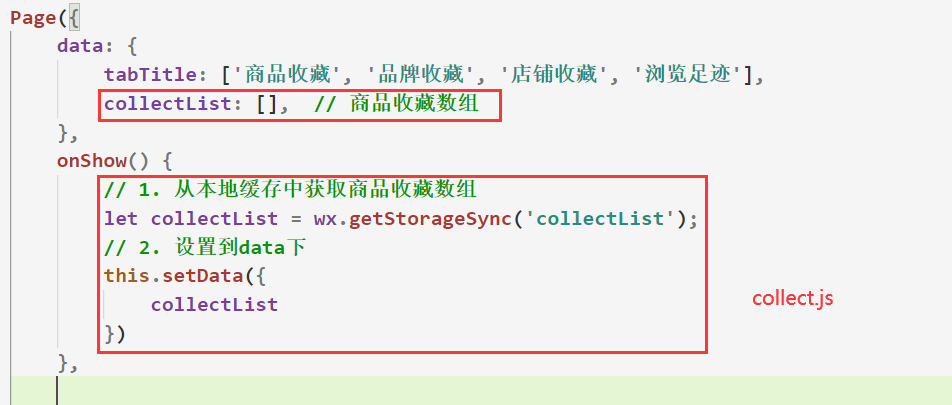 Page({
data: {
tabTitle: ['商品收藏', '品牌收藏', '店铺收藏', '浏览足迹'],
collectList: [], // 商品收藏数组
},
onShow() {
// 1. 从本地缓存中获取商品收藏数组
let collectList = wx.getStorageSync('collectList');
// 2. 设置到data下
this.setData({
collectList
})
collect.js
},